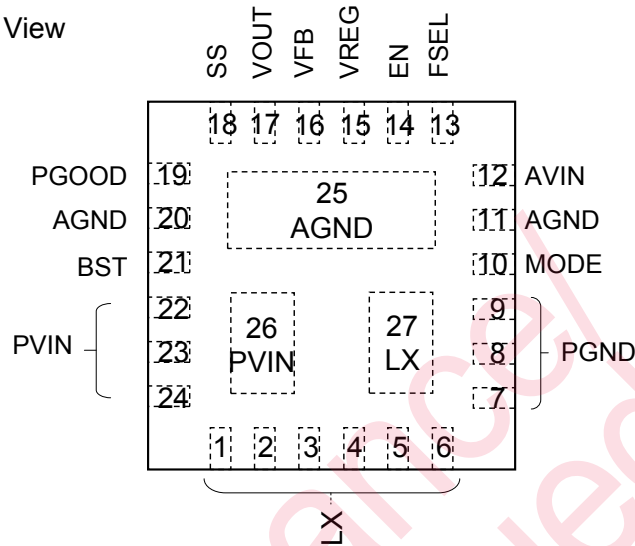 View
SS VOUT VFB VREG EN FSEL
18 17 16 15 14 13
PGOOD 19 12 AVIN
25
AGND
AGND 20 11 AGND
BST 21 10 MODE
22 9
26
PVIN
27
LX
PVIN 23 8 PGND
24 7
1 2 3 4 5 6
LX